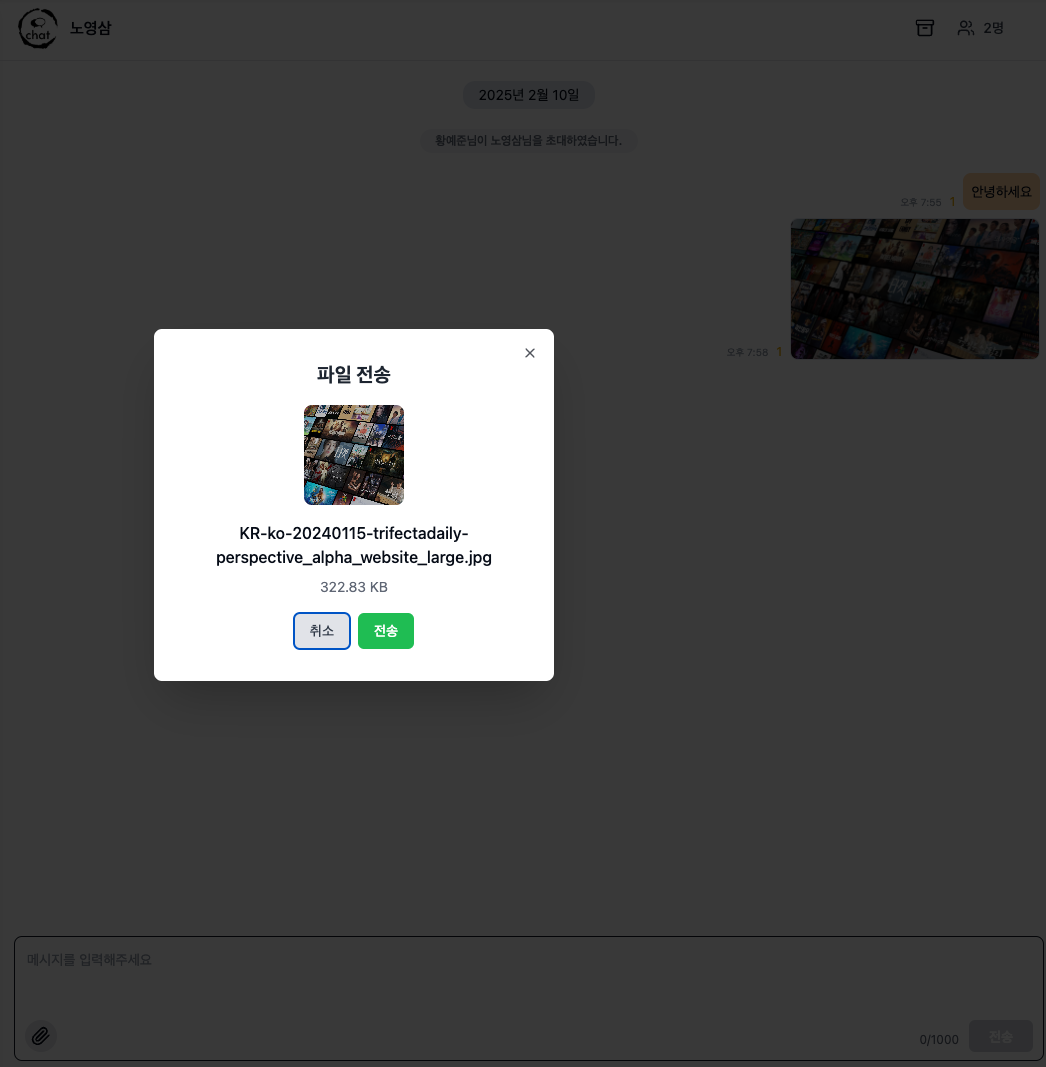 chat
노영삼
2명
2025년 2월 10일
황예준님이 노영삼님을 초대하였습니다.
안녕하세요
오후 7:55 1
오후 7:58 1
파일 전송
KR-ko-20240115-trifectadaily-
perspective_alpha_website_large.jpg
322.83 KB
취소
전송
메시지를 입력해주세요
0/1000
전송